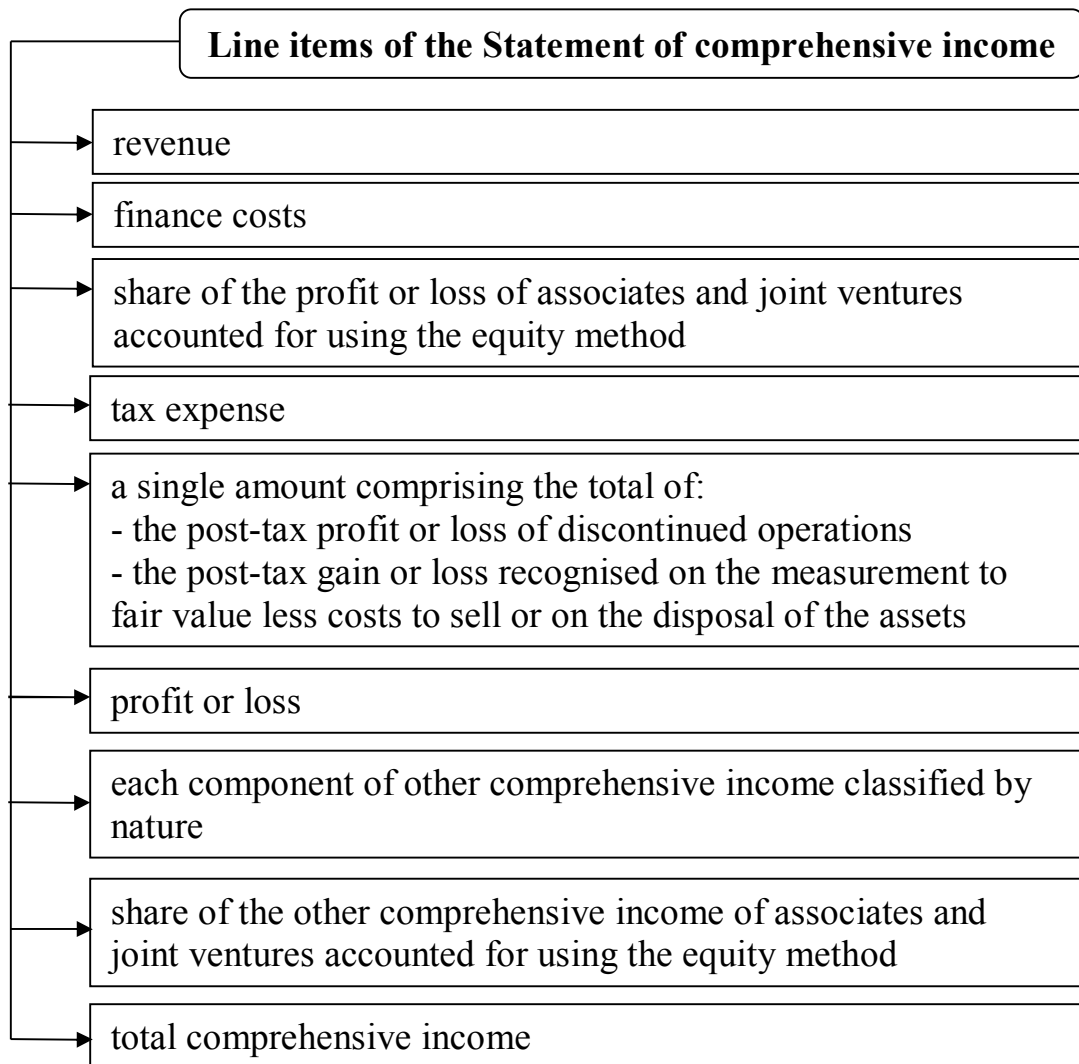 Line items of the Statement of comprehensive income
revenue
finance costs
share of the profit or loss of associates and joint ventures
accounted for using the equity method
tax expense
a single amount comprising the total of:
- the post-tax profit or loss of discontinued operations
- the post-tax gain or loss recognised on the measurement to
fair value less costs to sell or on the disposal of the assets
profit or loss
each component of other comprehensive income classified by
nature
share of the other comprehensive income of associates and
joint ventures accounted for using the equity method
total comprehensive income